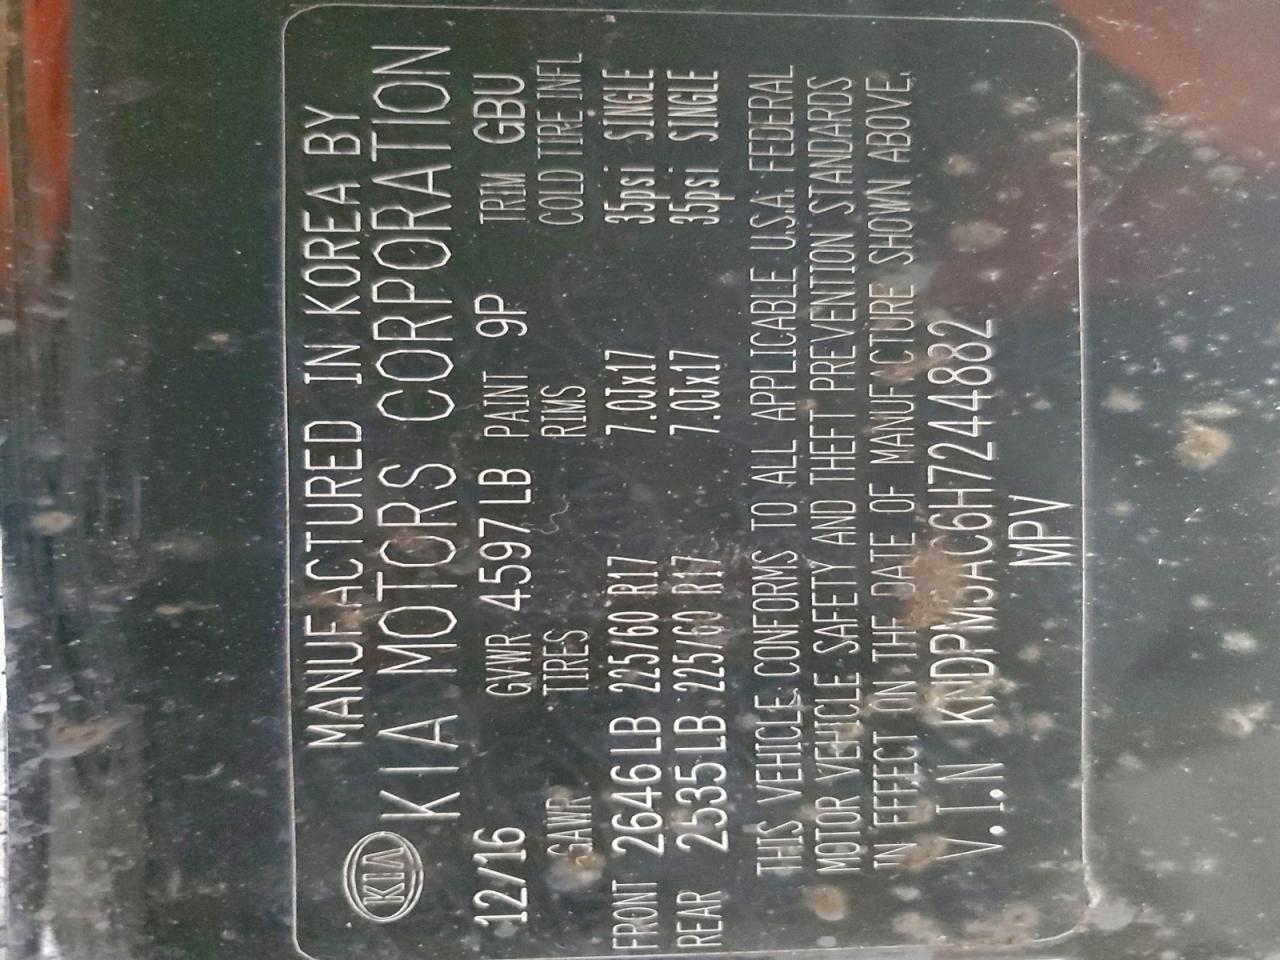 MANUFACTURED IN KOREA BY
KIA KIA MOTORS CORPORATION
12/16 GVWR 4597 LB PAINT 9P TRIM GBU
GAWR TIRES RIMS COLD TIRE INFL
FRONT 2646LB 225/60 R17 7.0Jx17 35psi SINGLE
REAR 2535LB 225/60 R17 7.0Jx17 35psi SINGLE
THIS VEHICLE CONFORMS TO ALL APPLICABLE U.S.A. FEDERAL
MOTOR VEHICLE SAFETY AND THEFT PREVENTION STANDARDS
IN EFFECT ON THE DATE OF MANUFACTURE SHOWN ABOVE.
V.I.N KNDPM3AC6H7244882
MPV